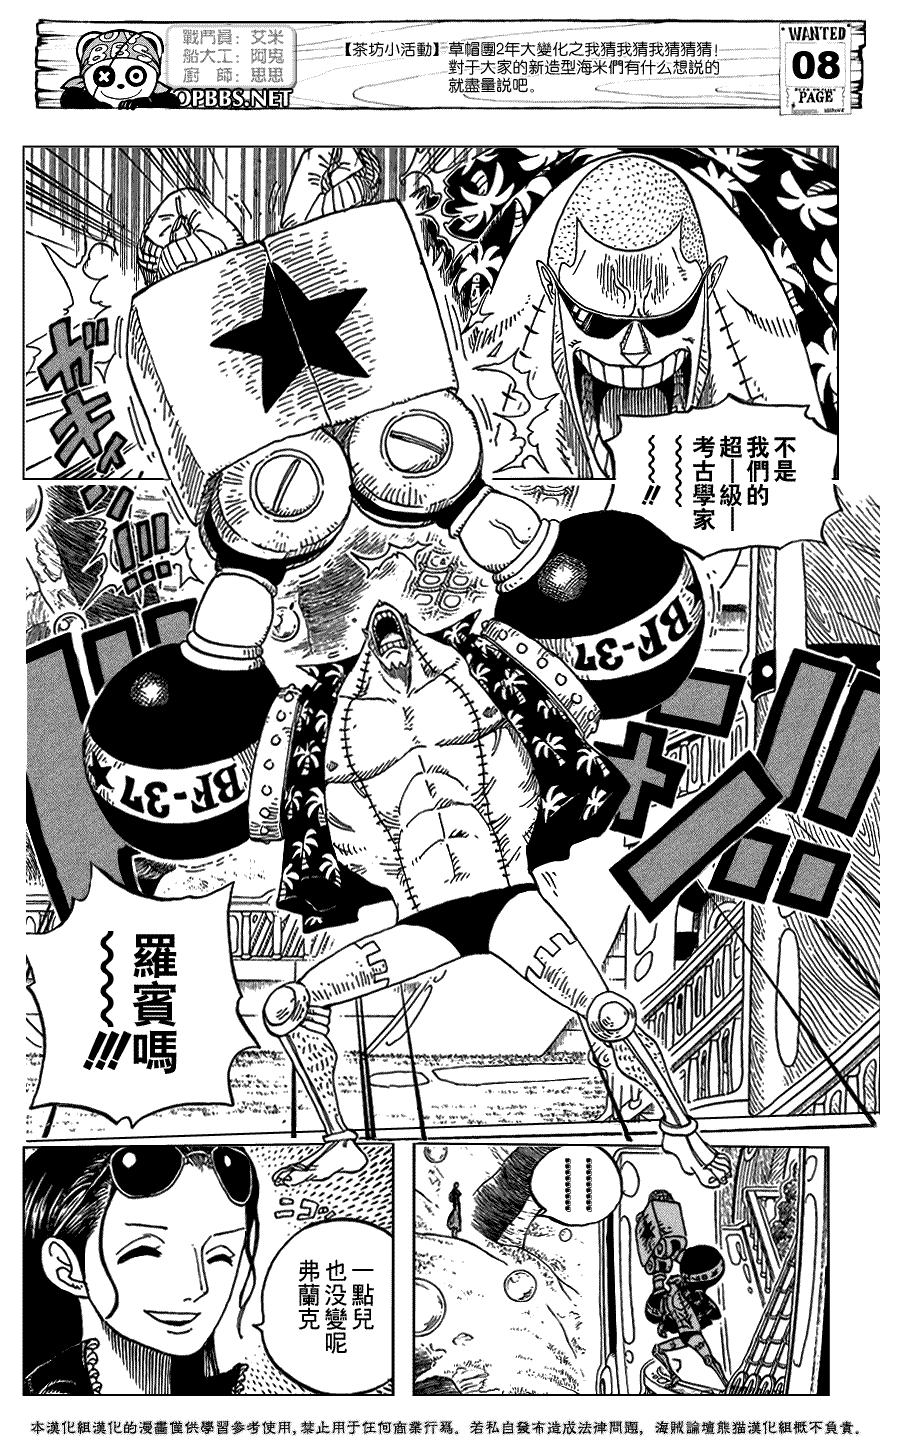 戰鬥員：艾米
船大工：阿鬼
廚　師：思思
OPBBS.NET
【茶坊小活動】草帽團2年大變化之我猜我猜我猜猜猜！
對于大家的新造型海米們有什么想說的
就盡量說吧。
WANTED
08
PAGE
不是
我們的
超—級—
考古學家
~~~~~~!!
ガキィ
!!!
BF-37
BF-37
羅賓嗎
~~~!!!
!!
ニコ
一點兒
也没變呢
弗蘭克
本漢化組漢化的漫畫僅供學習參考使用,禁止用于任何商業行爲。若私自發布造成法律問題，海賊論壇熊猫漢化組概不負責。